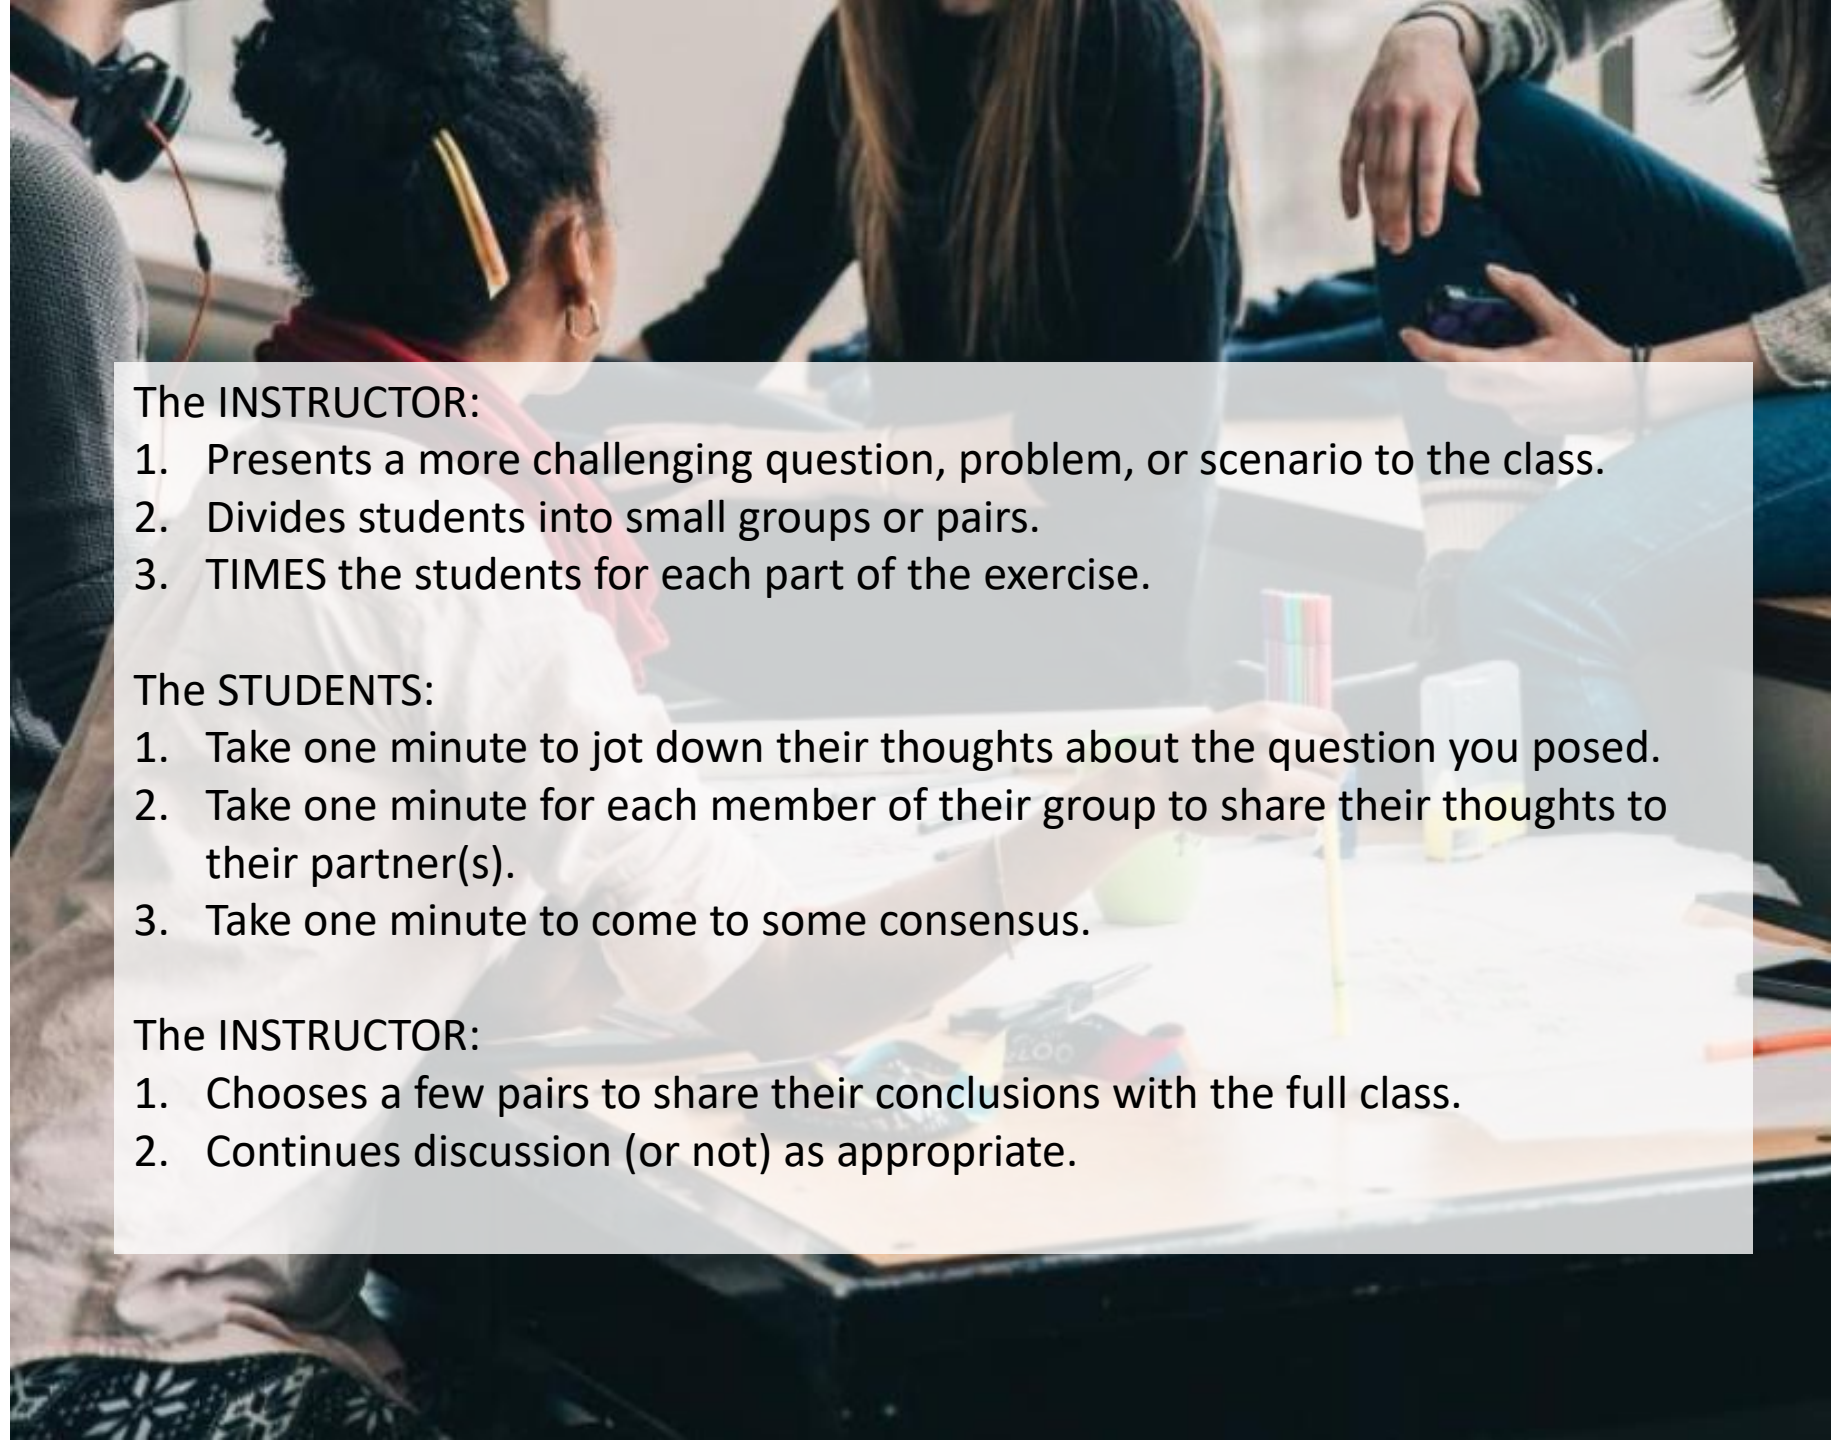 The INSTRUCTOR:
1. Presents a more challenging question, problem, or scenario to the class.
2. Divides students into small groups or pairs.
3. TIMES the students for each part of the exercise.
The STUDENTS:
1. Take one minute to jot down their thoughts about the question you posed.
2. Take one minute for each member of their group to share their thoughts to
their partner(s).
3. Take one minute to come to some consensus.
The INSTRUCTOR:
1. Chooses a few pairs to share their conclusions with the full class.
2. Continues discussion (or not) as appropriate.